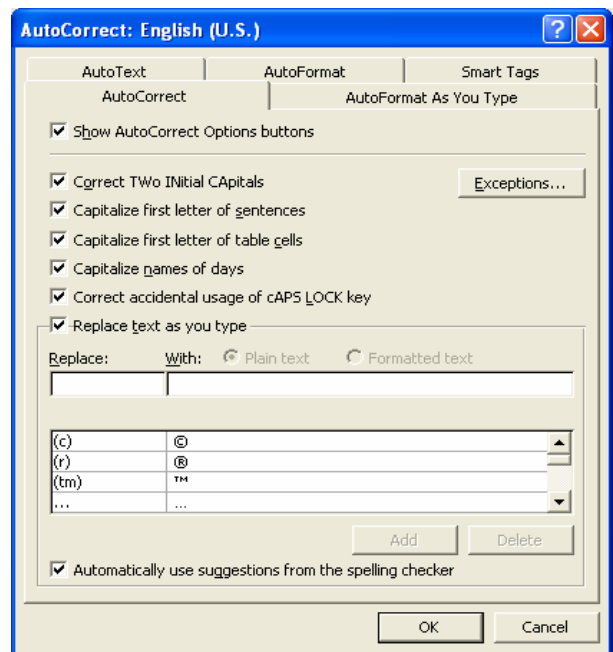 AutoCorrect: English (U.S.)
AutoText AutoFormat Smart Tags
AutoCorrect AutoFormat As You Type
Show AutoCorrect Options buttons
Correct TWo INitial CApitals Exceptions...
Capitalize first letter of sentences
Capitalize first letter of table cells
Capitalize names of days
Correct accidental usage of cAPS LOCK key
Replace text as you type
Replace: With: Plain text Formatted text
(c) ©
(r) ®
(tm) ™
... ...
Add Delete
Automatically use suggestions from the spelling checker
OK Cancel